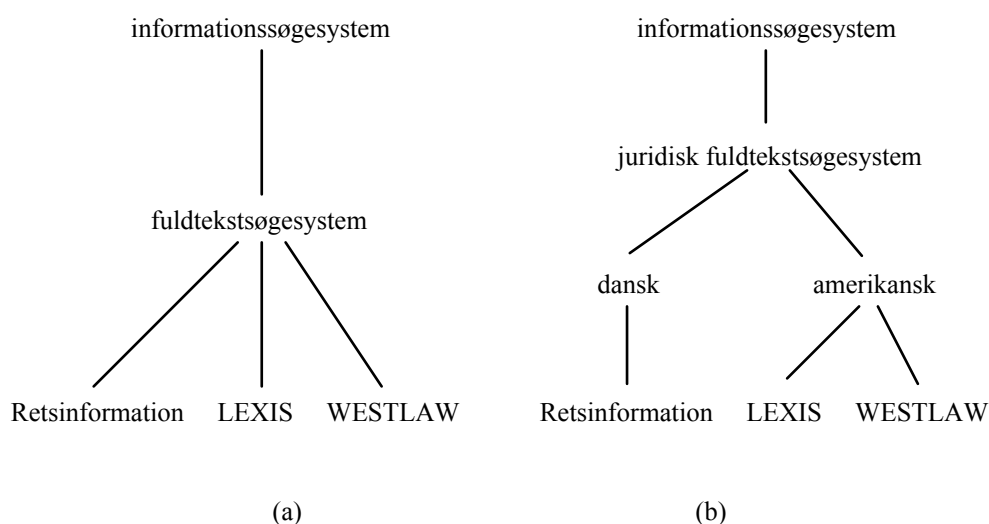 informationssøgesystem
fuldtekstsøgesystem
Retsinformation LEXIS WESTLAW
(a)
informationssøgesystem
juridisk fuldtekstsøgesystem
dansk amerikansk
Retsinformation LEXIS WESTLAW
(b)